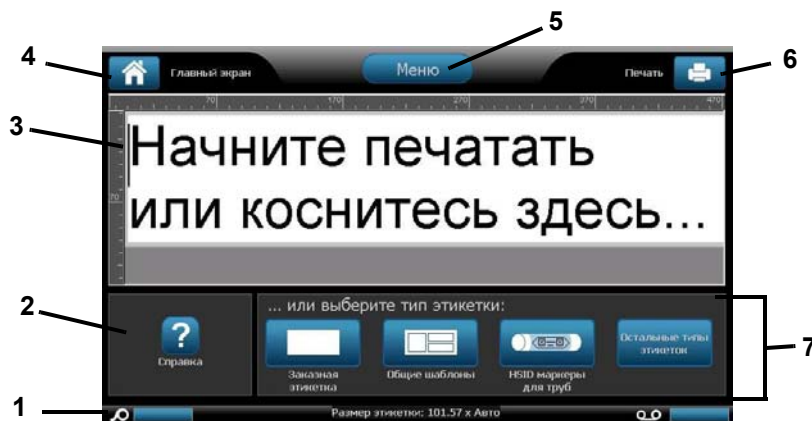 5
4
6
Главный экран
Меню
Печать
70 170 270 370 470
3
Начните печатать
70
или коснитесь здесь...
... или выберите тип этикетки:
2
?
Справка
Заказная
этикетка
Общие шаблоны
HSID маркеры
для труб
Остальные типы
этикеток
7
1
Размер этикетки: 101.57 x Авто